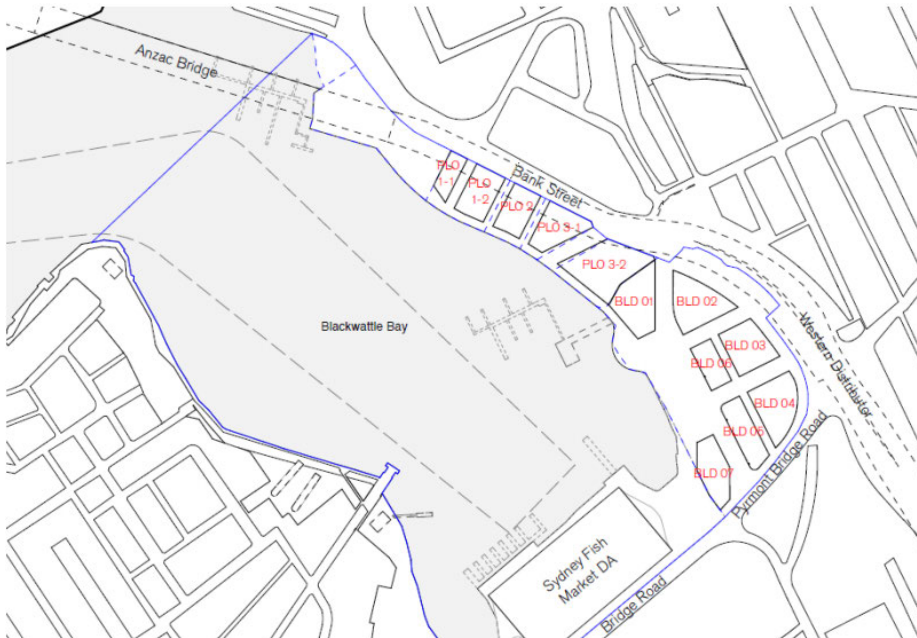 Anzac Bridge
Bank Street
PLO
1-1
PLO
1-2
PLO 2
PLO 3-1
PLO 3-2
BLD 01
BLD 02
BLD 03
BLD 06
BLD 04
BLD 05
BLD 07
Blackwattle Bay
Western Distributor
Pyrmont Bridge Road
Sydney Fish
Market DA
Bridge Road